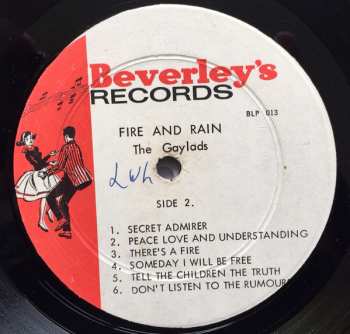 Beverley's
RECORDS
BLP 013
FIRE AND RAIN
The Gaylads
SIDE 2.
1. SECRET ADMIRER
2. PEACE LOVE AND UNDERSTANDING
3. THERE'S A FIRE
4. SOMEDAY I WILL BE FREE
5. TELL THE CHILDREN THE TRUTH
6. DON'T LISTEN TO THE RUMOUR